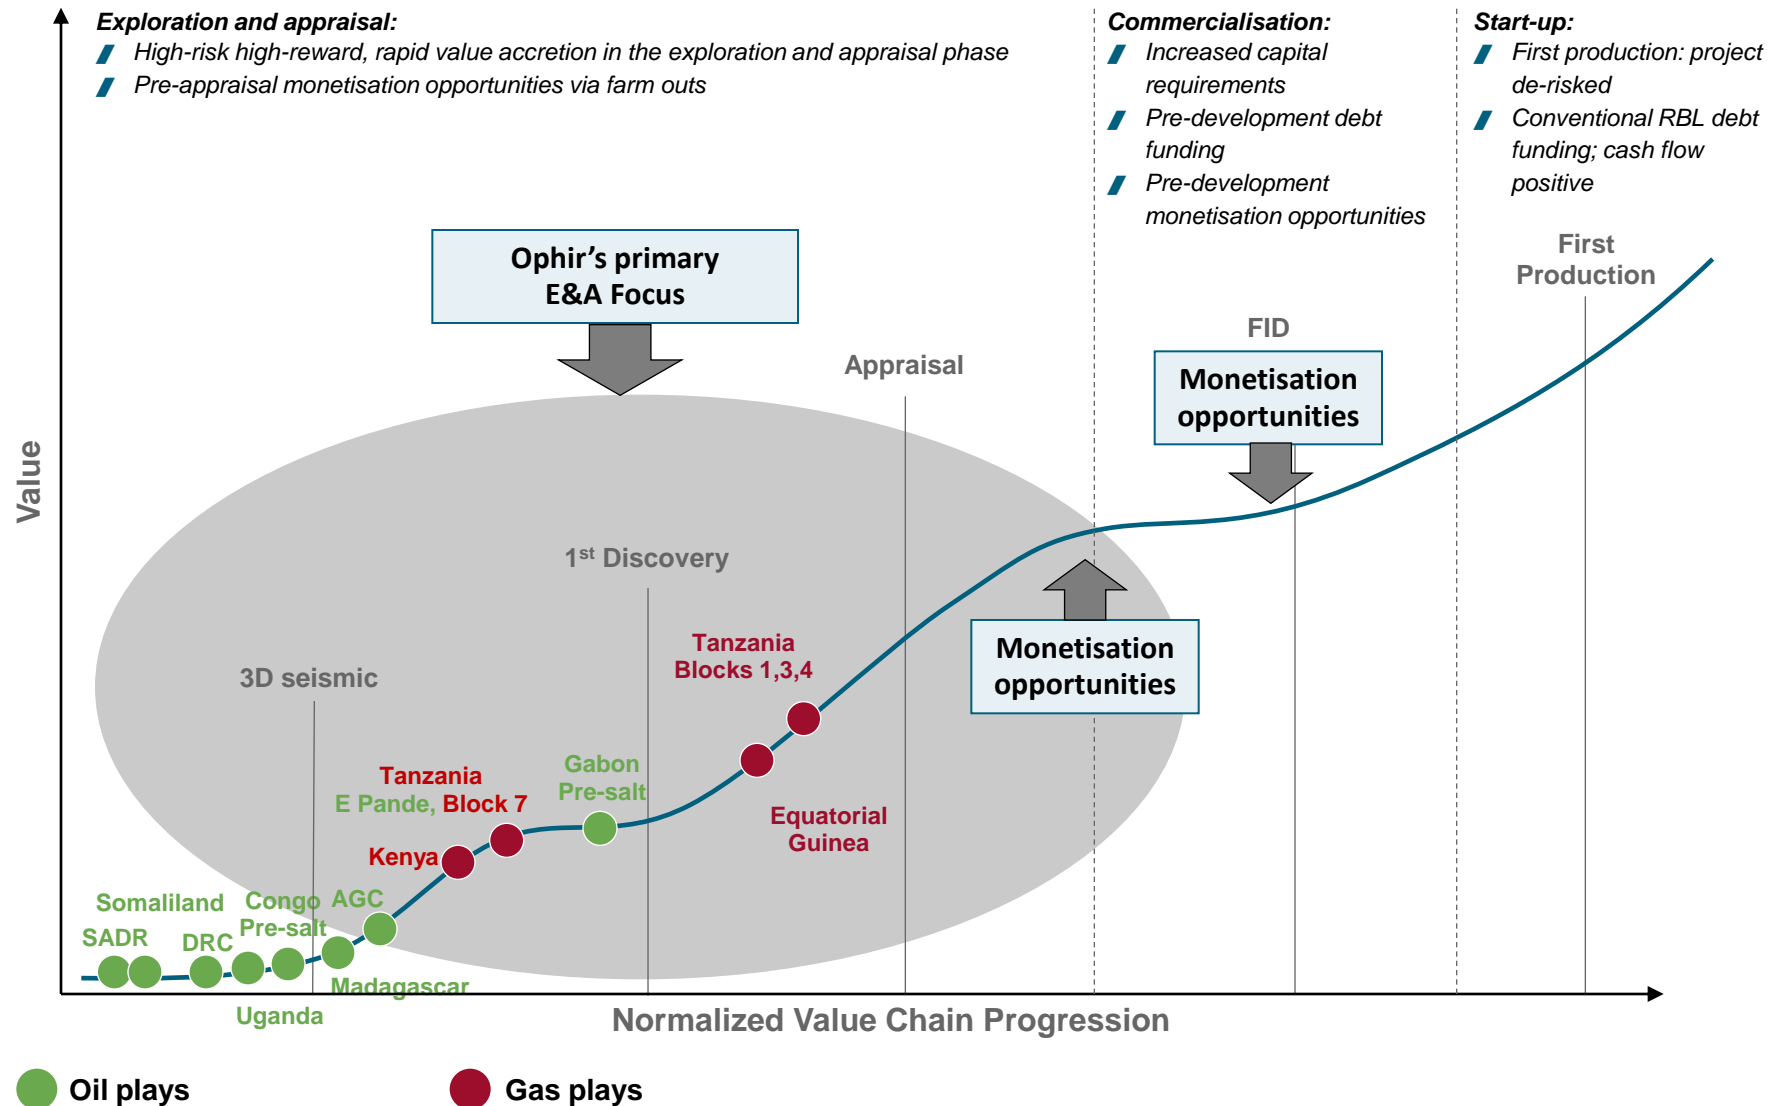 Exploration and appraisal:
High-risk high-reward, rapid value accretion in the exploration and appraisal phase
Pre-appraisal monetisation opportunities via farm outs
Commercialisation:
Increased capital
requirements
Pre-development debt
funding
Pre-development
monetisation opportunities
Start-up:
First production: project
de-risked
Conventional RBL debt
funding; cash flow
positive
Ophir's primary
E&A Focus
First
Production
FID
Monetisation
opportunities
Appraisal
Value
1st Discovery
Monetisation
opportunities
Tanzania
Blocks 1,3,4
3D seismic
Tanzania
E Pande, Block 7
Gabon
Pre-salt
Equatorial
Guinea
Kenya
Somaliland
Congo
Pre-salt
AGC
SADR
DRC
Madagascar
Uganda
Normalized Value Chain Progression
Oil plays
Gas plays